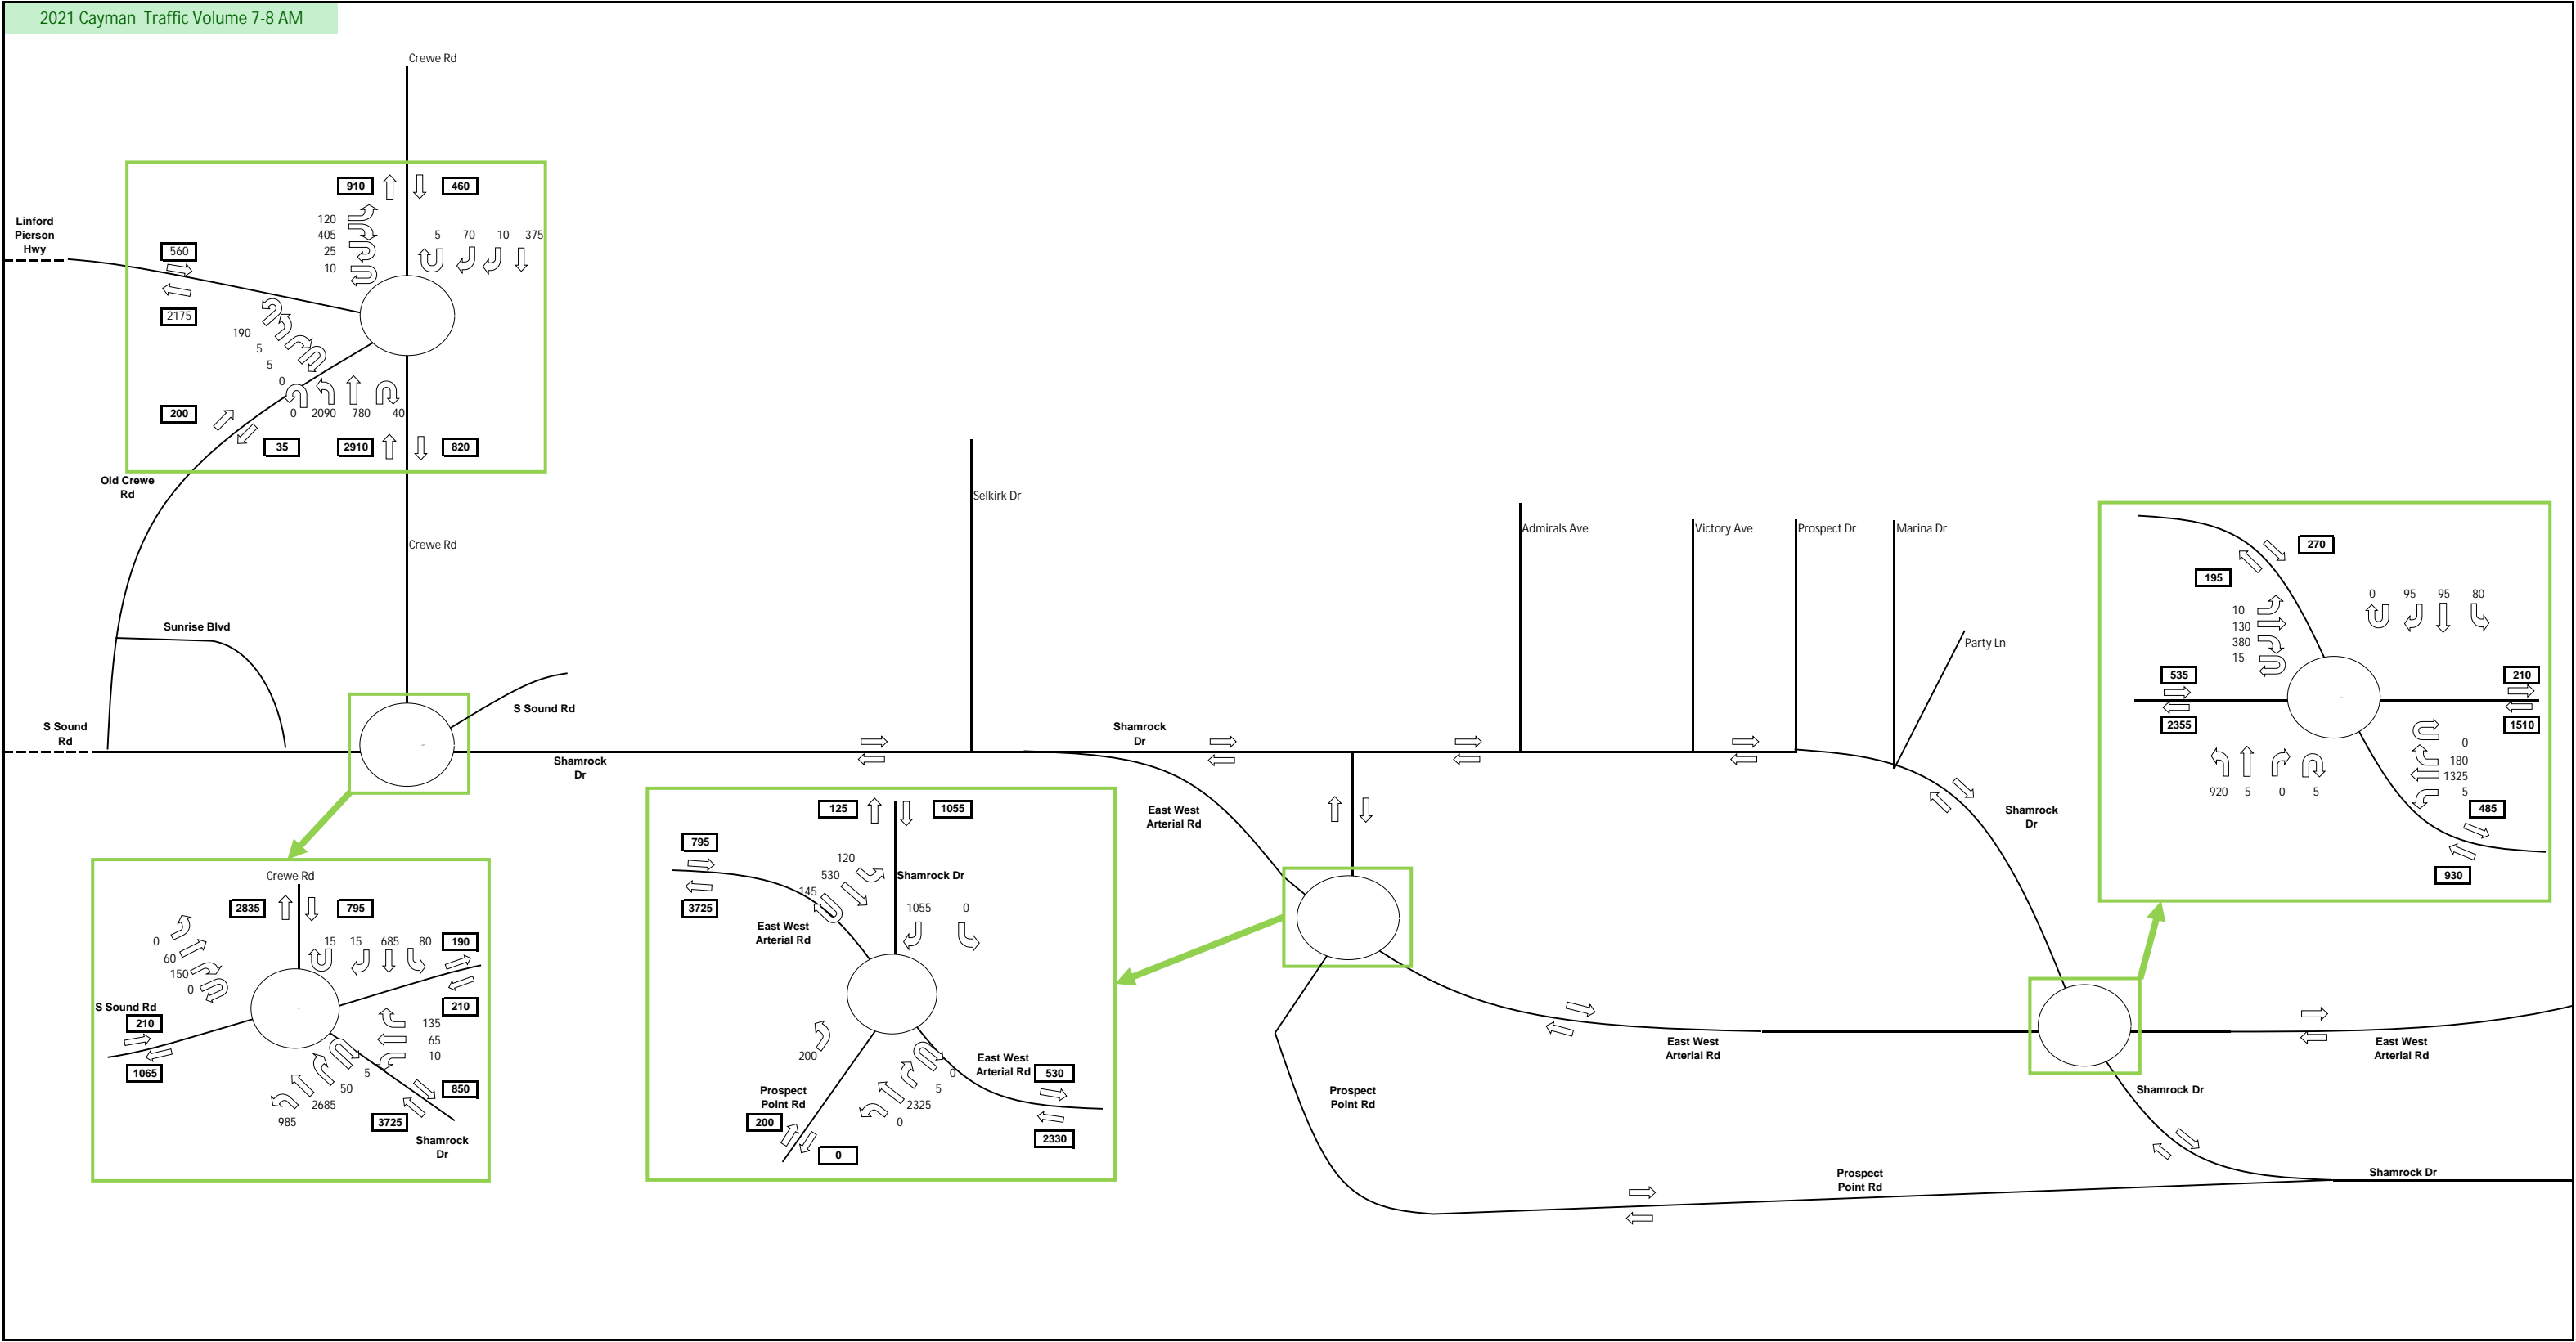 2021 Cayman Traffic Volume 7-8 AM
Crewe Rd
910
460
120
405
25
10
5 70 10 375
Linford
Pierson
Hwy
560
2175
190
5
5
0
0 2090 780 40
200
35
2910
820
Old Crewe
Rd
Crewe Rd
Sunrise Blvd
S Sound
Rd
S Sound Rd
Shamrock
Dr
Selkirk Dr
Shamrock
Dr
Admirals Ave
Victory Ave
Prospect Dr
Marina Dr
Party Ln
East West
Arterial Rd
Shamrock
Dr
270
195
10
130
380
15
0 95 95 80
535
2355
210
1510
0
180
1325
5
920 5 0 5
485
930
Crewe Rd
2835
795
0
60
150
0
15 15 685 80
190
S Sound Rd
210
1065
210
135
65
10
5
50
2685
985
850
3725
Shamrock
Dr
125
1055
795
3725
120
530
145
Shamrock Dr
1055 0
East West
Arterial Rd
200
East West
Arterial Rd
530
2330
0
5
2325
0
Prospect
Point Rd
200
0
East West
Arterial Rd
East West
Arterial Rd
Prospect
Point Rd
Shamrock Dr
Prospect
Point Rd
Shamrock Dr